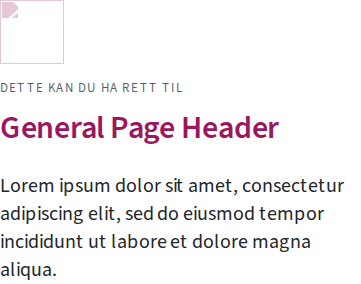 DETTE KAN DU HA RETT TIL
General Page Header
Lorem ipsum dolor sit amet, consectetur
adipiscing elit, sed do eiusmod tempor
incididunt ut labore et dolore magna
aliqua.